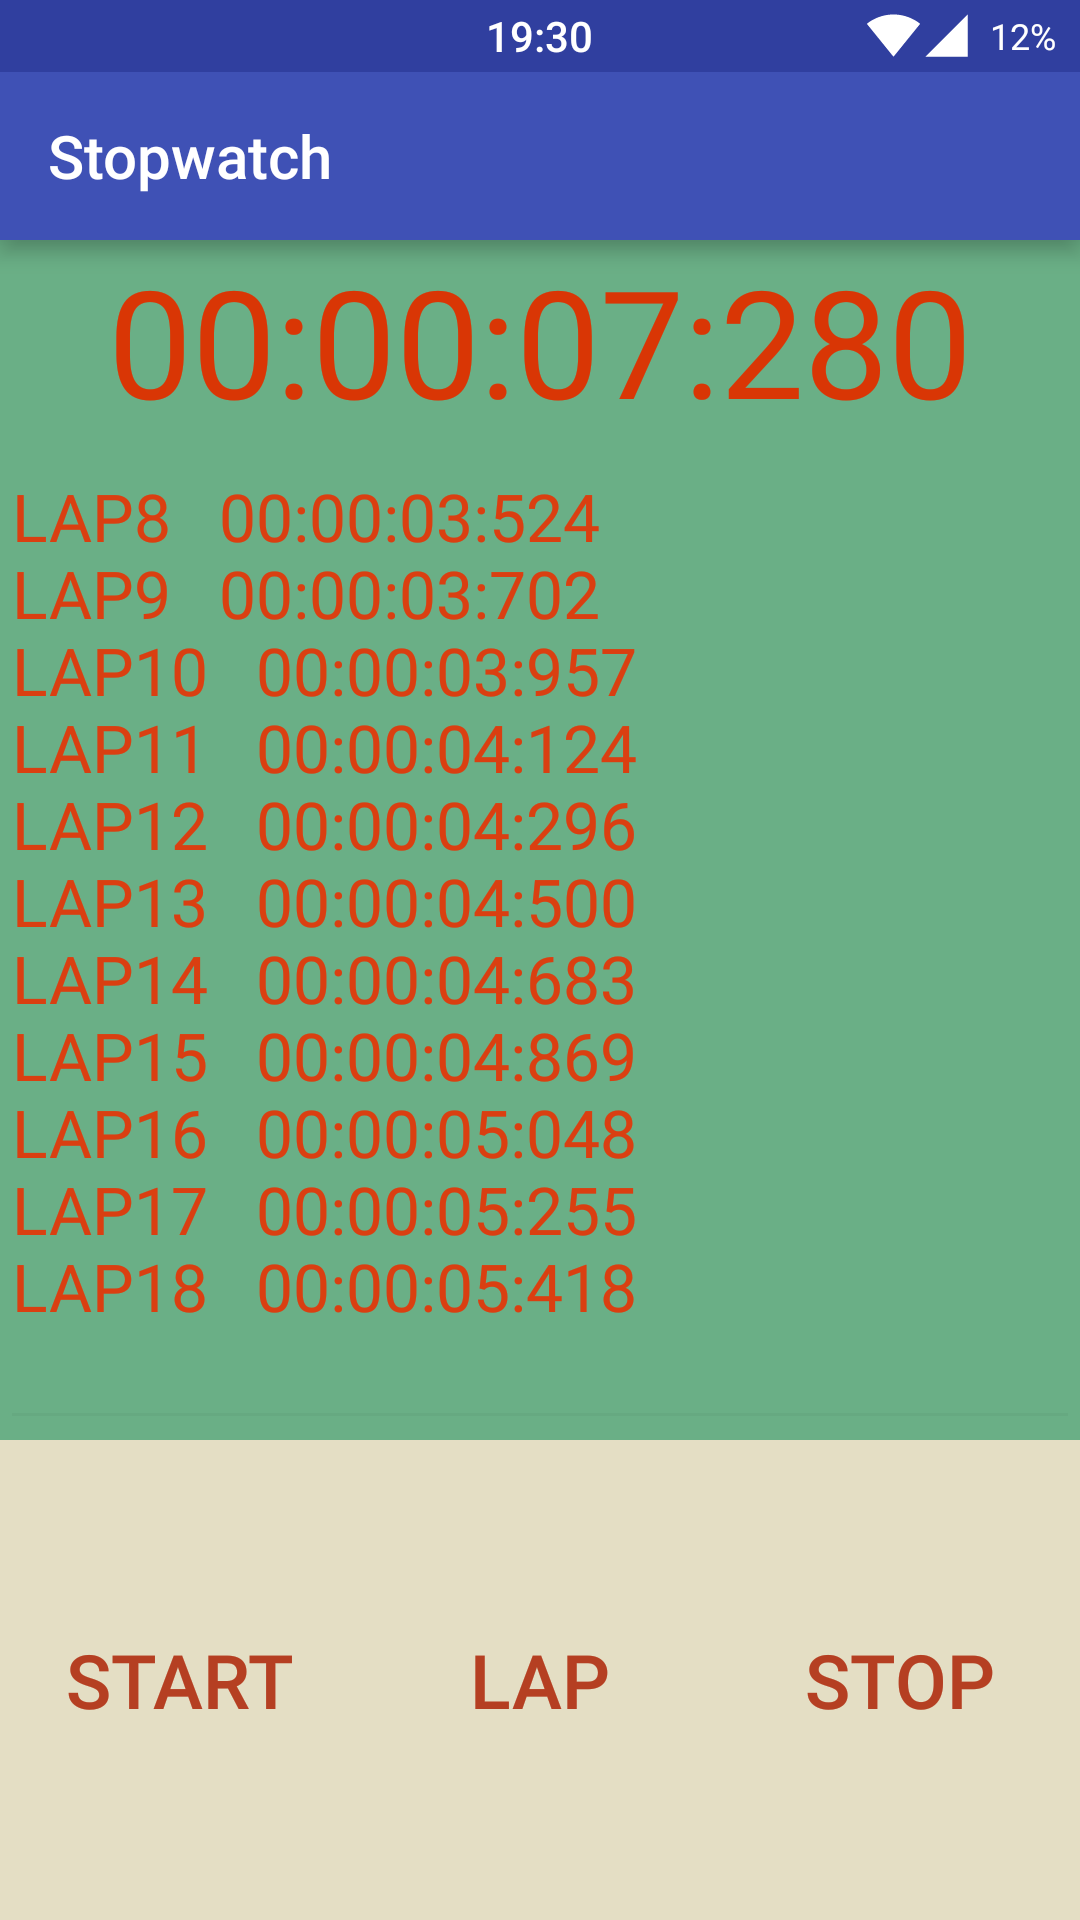 19:30 12%
Stopwatch
00:00:07:280
LAP8 00:00:03:524
LAP9 00:00:03:702
LAP10 00:00:03:957
LAP11 00:00:04:124
LAP12 00:00:04:296
LAP13 00:00:04:500
LAP14 00:00:04:683
LAP15 00:00:04:869
LAP16 00:00:05:048
LAP17 00:00:05:255
LAP18 00:00:05:418
START LAP STOP